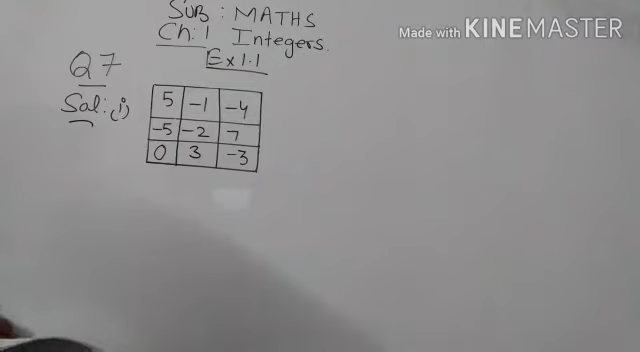 SUB : MATHS
Made with KINEMASTER
Ch: 1 Integers.
Ex 1.1
Q7
Sol: (i)
5 -1 -4
-5 -2 7
0 3 -3